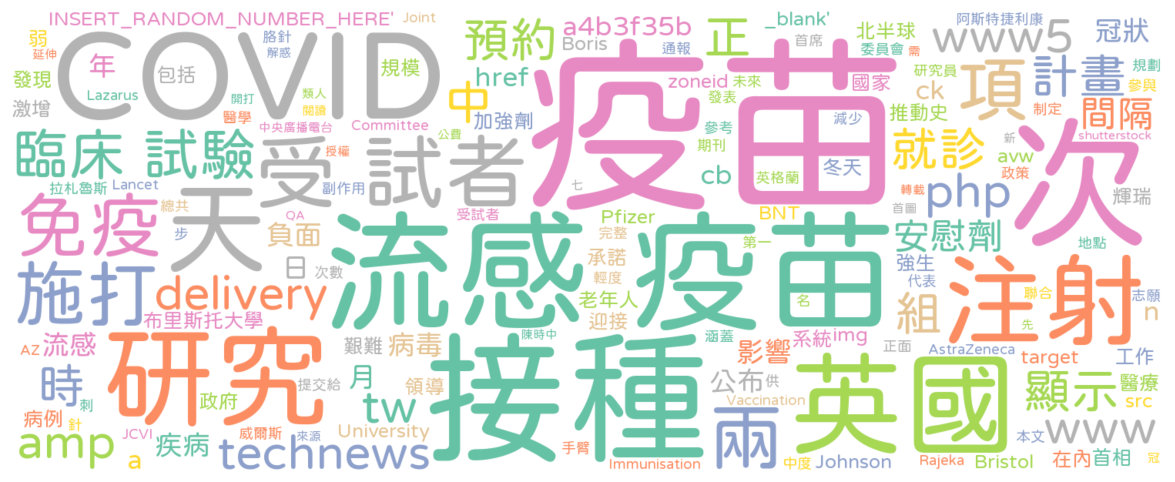 INSERT_RANDOM_NUMBER_HERE' Joint
弱 延伸 COVID 胳針 解惑 預約 a4b3f35b 正 _blank' 北半球 阿斯特捷利康 www5 冠狀
Boris 通報 首席 委員會 需
發現 年 包括 規模 href zoneid 未來 國家 研究員 ck 項 計畫 規劃
激增 Lazarus 開打 類人 中 加強劑 發表 疫苗 減少 推動史 制定 間隔 參與
醫學 閱讀 中央廣播電台 Committee 公費 參考 新 shutterstock
臨床 試驗 受試者 授權 期刊 就診 avw 政策 次
拉札魯斯 Lancet 副作用 cb 英格蘭 冬天 轉載 php 輝瑞
免疫 總共 QA 天 受試者 Pfizer BNT 首圖
步 負面 流感疫苗 完整 第一 安慰劑 地點
施打 日 次數 承諾 輕度 強生 代表 注射
delivery 老年人 名 組 聯合 志願 n
布里斯托大學 迎接 陳時中 涵蓋 系統 img 先
AZ 流感 研究 艱難 病毒 接種 影響 正面 AstraZeneca target 工作
時 刺 提交給 月 領導 公布 供 英國 顯示 醫療
病例 針 政府 tw Vaccination 兩 src
amp JCVI 疾病 威爾斯 來源 University 手臂 本文 www
a technews Immunisation 中度 Johnson Rajeka Bristol 在內 首相 冠